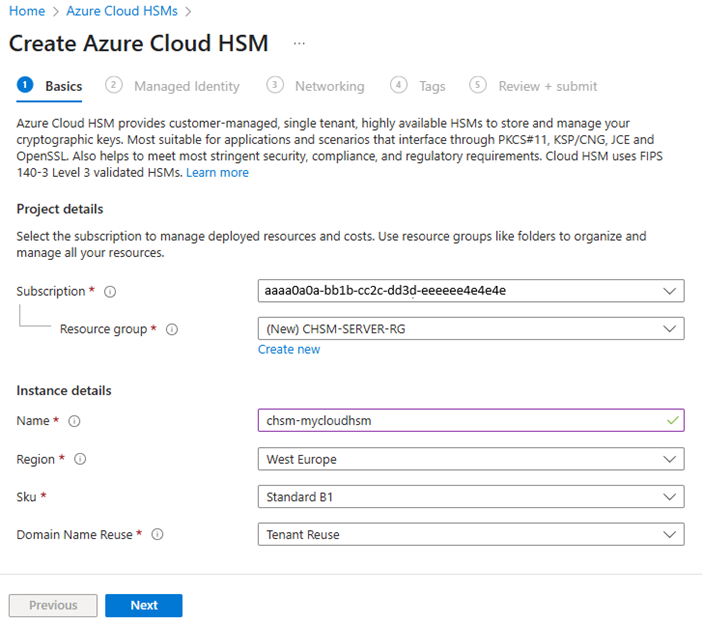 Home > Azure Cloud HSMs >
Create Azure Cloud HSM ...
1 Basics 2 Managed Identity 3 Networking 4 Tags 5 Review + submit
Azure Cloud HSM provides customer-managed, single tenant, highly available HSMs to store and manage your
cryptographic keys. Most suitable for applications and scenarios that interface through PKCS#11, KSP/CNG, JCE and
OpenSSL. Also helps to meet most stringent security, compliance, and regulatory requirements. Cloud HSM uses FIPS
140-3 Level 3 validated HSMs. Learn more
Project details
Select the subscription to manage deployed resources and costs. Use resource groups like folders to organize and
manage all your resources.
Subscription * aaaa0a0a-bb1b-cc2c-dd3d-eeeeee4e4e4e
Resource group * (New) CHSM-SERVER-RG
Create new
Instance details
Name * chsm-mycloudhsm
Region * West Europe
Sku * Standard B1
Domain Name Reuse * Tenant Reuse
Previous Next